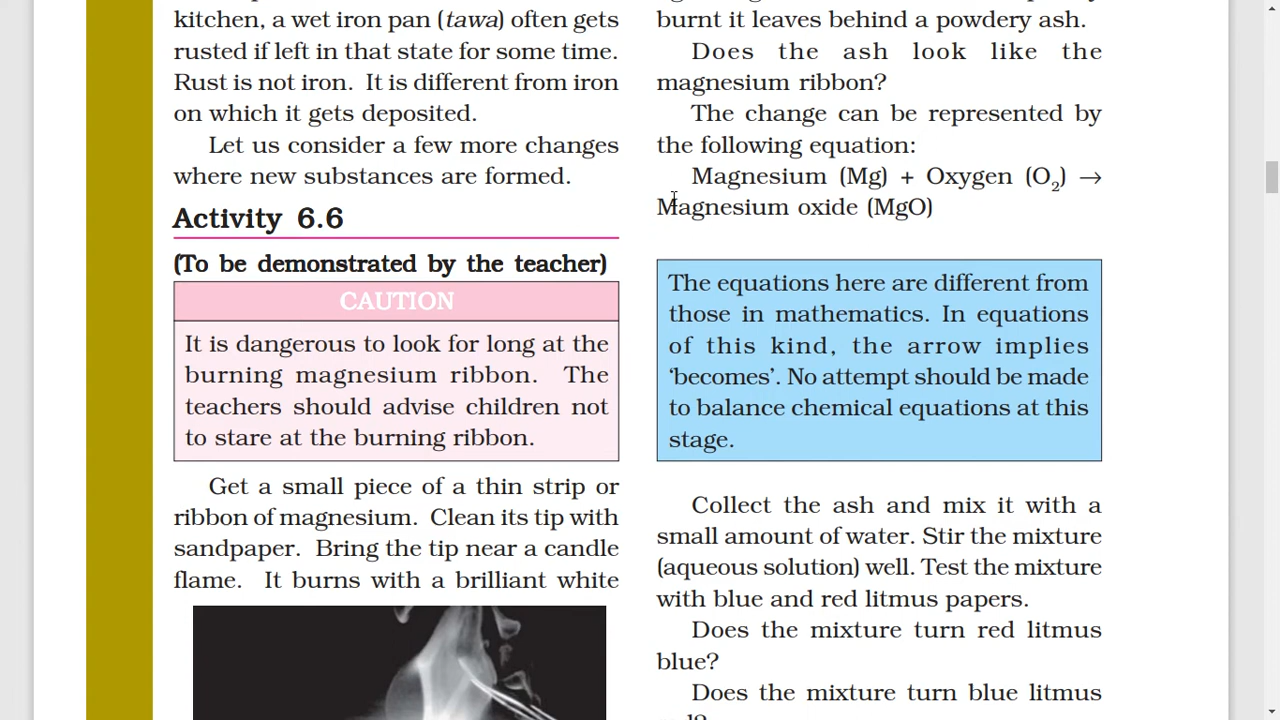 kitchen, a wet iron pan (tawa) often gets
rusted if left in that state for some time.
Rust is not iron. It is different from iron
on which it gets deposited.
Let us consider a few more changes
where new substances are formed.
Activity 6.6
(To be demonstrated by the teacher)
CAUTION
It is dangerous to look for long at the
burning magnesium ribbon. The
teachers should advise children not
to stare at the burning ribbon.
Get a small piece of a thin strip or
ribbon of magnesium. Clean its tip with
sandpaper. Bring the tip near a candle
flame. It burns with a brilliant white
burnt it leaves behind a powdery ash.
Does the ash look like the
magnesium ribbon?
The change can be represented by
the following equation:
Magnesium (Mg) + Oxygen (O₂) →
Magnesium oxide (MgO)
The equations here are different from
those in mathematics. In equations
of this kind, the arrow implies
‘becomes’. No attempt should be made
to balance chemical equations at this
stage.
Collect the ash and mix it with a
small amount of water. Stir the mixture
(aqueous solution) well. Test the mixture
with blue and red litmus papers.
Does the mixture turn red litmus
blue?
Does the mixture turn blue litmus
red?